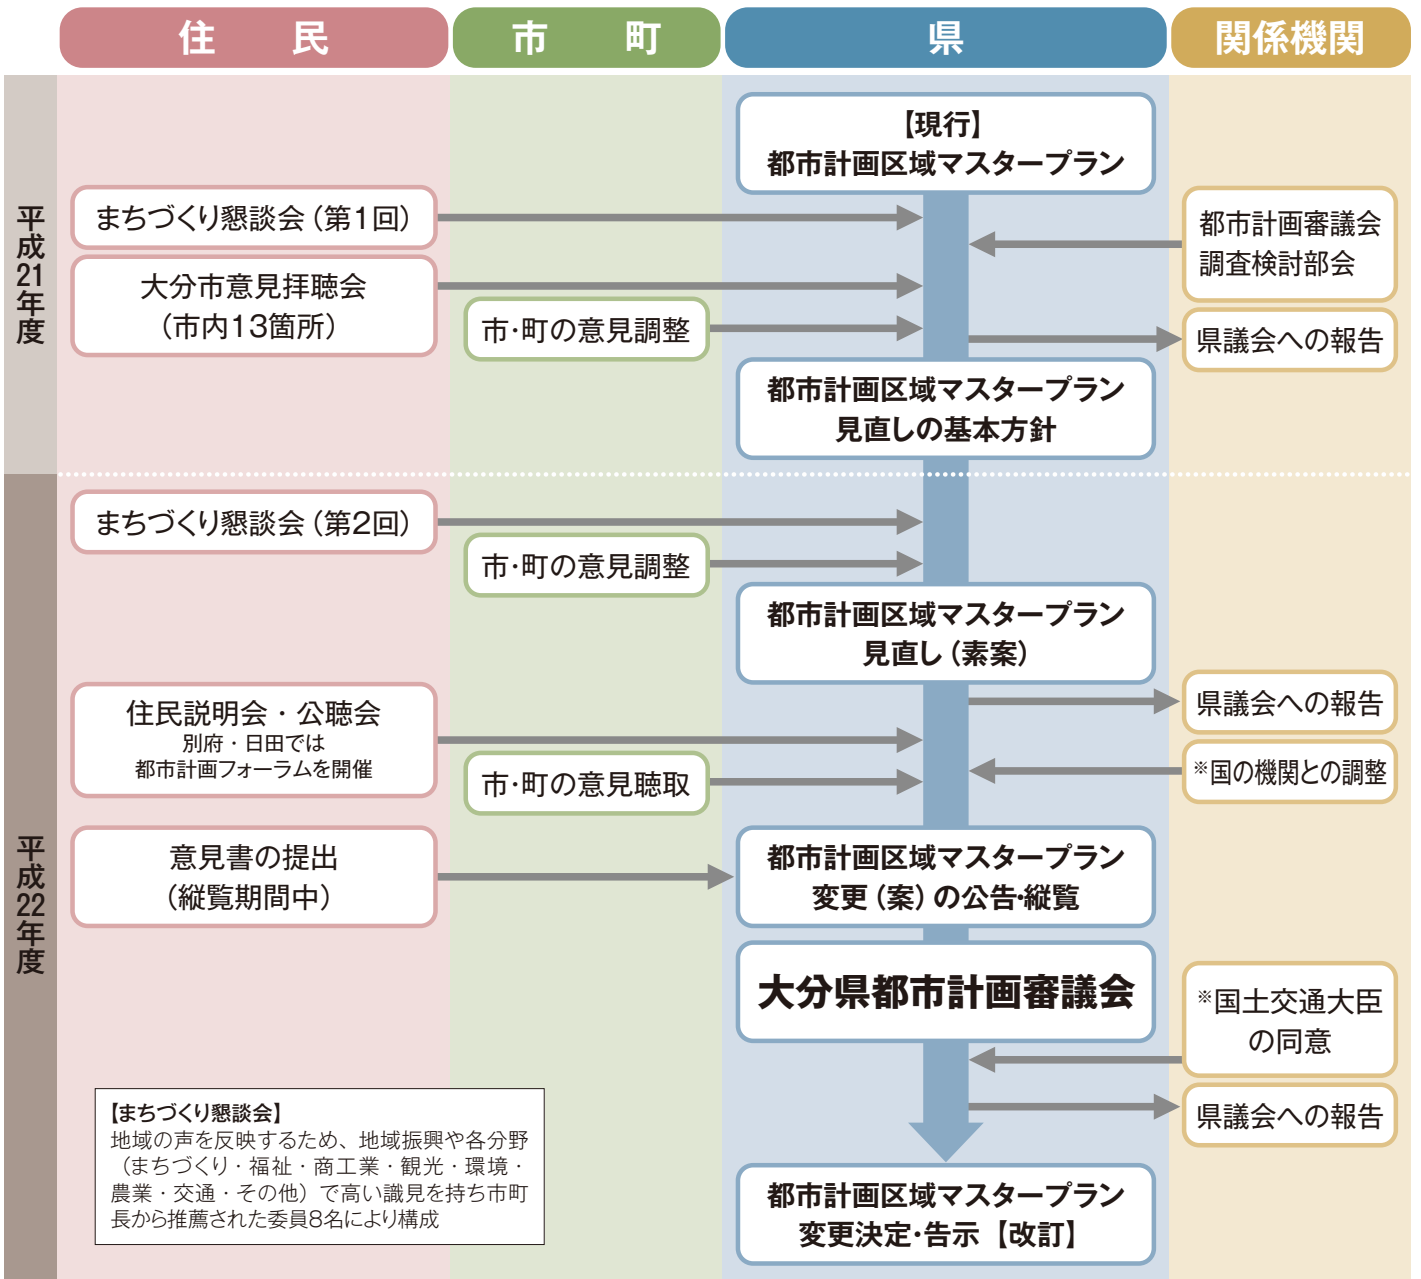 住民
市町
県
関係機関
平成21年度
【現行】
都市計画区域マスタープラン
まちづくり懇談会（第1回）
都市計画審議会
調査検討部会
大分市意見拝聴会
（市内13箇所）
市・町の意見調整
県議会への報告
都市計画区域マスタープラン
見直しの基本方針
平成22年度
まちづくり懇談会（第2回）
市・町の意見調整
都市計画区域マスタープラン
見直し（素案）
県議会への報告
住民説明会・公聴会
別府・日田では
都市計画フォーラムを開催
※国の機関との調整
市・町の意見聴取
意見書の提出
（縦覧期間中）
都市計画区域マスタープラン
変更（案）の公告・縦覧
大分県都市計画審議会
※国土交通大臣
の同意
県議会への報告
【まちづくり懇談会】
地域の声を反映するため、地域振興や各分野
（まちづくり・福祉・商工業・観光・環境・
農業・交通・その他）で高い識見を持ち市町
長から推薦された委員8名により構成
都市計画区域マスタープラン
変更決定・告示【改訂】